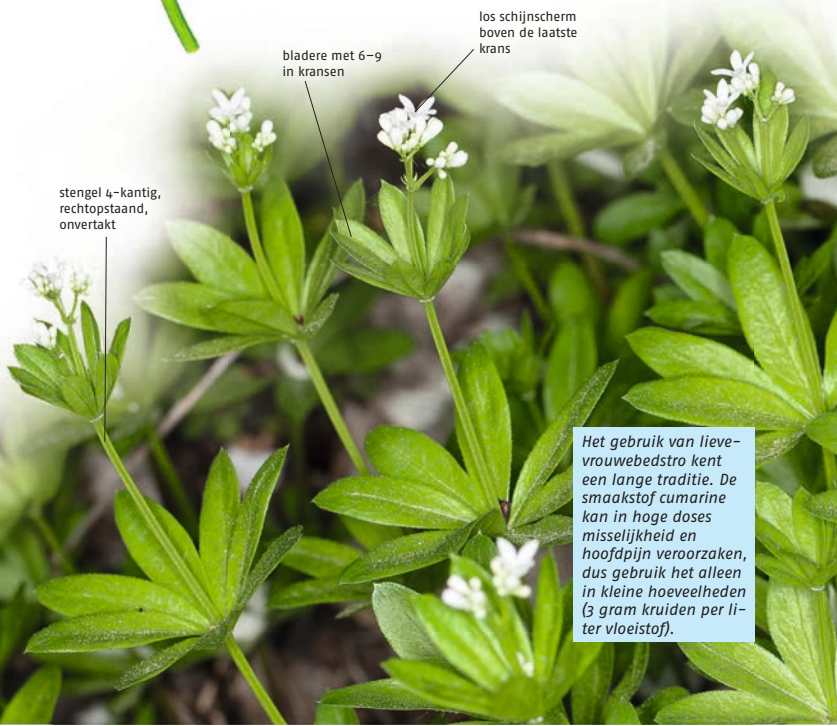 los schijnscherm
boven de laatste
krans
bladere met 6–9
in kransen
stengel 4-kantig,
rechtopstaand,
onvertakt
Het gebruik van lieve-
vrouwebedstro kent
een lange traditie. De
smaakstof cumarine
kan in hoge doses
misselijkheid en
hoofdpijn veroorzaken,
dus gebruik het alleen
in kleine hoeveelheden
(3 gram kruiden per li-
ter vloeistof).